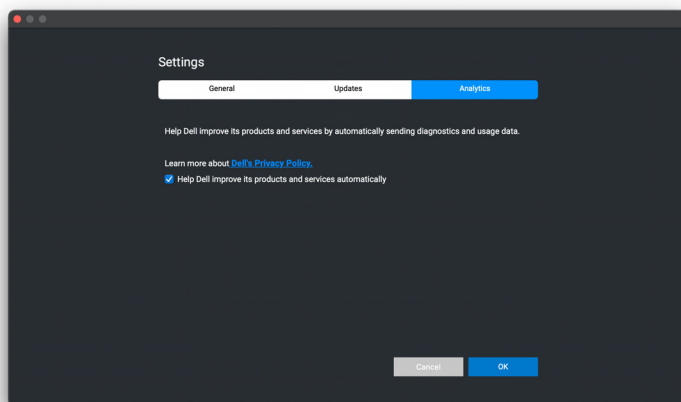 Settings
General Updates Analytics
Help Dell improve its products and services by automatically sending diagnostics and usage data.
Learn more about Dell's Privacy Policy.
Help Dell improve its products and services automatically
Cancel OK